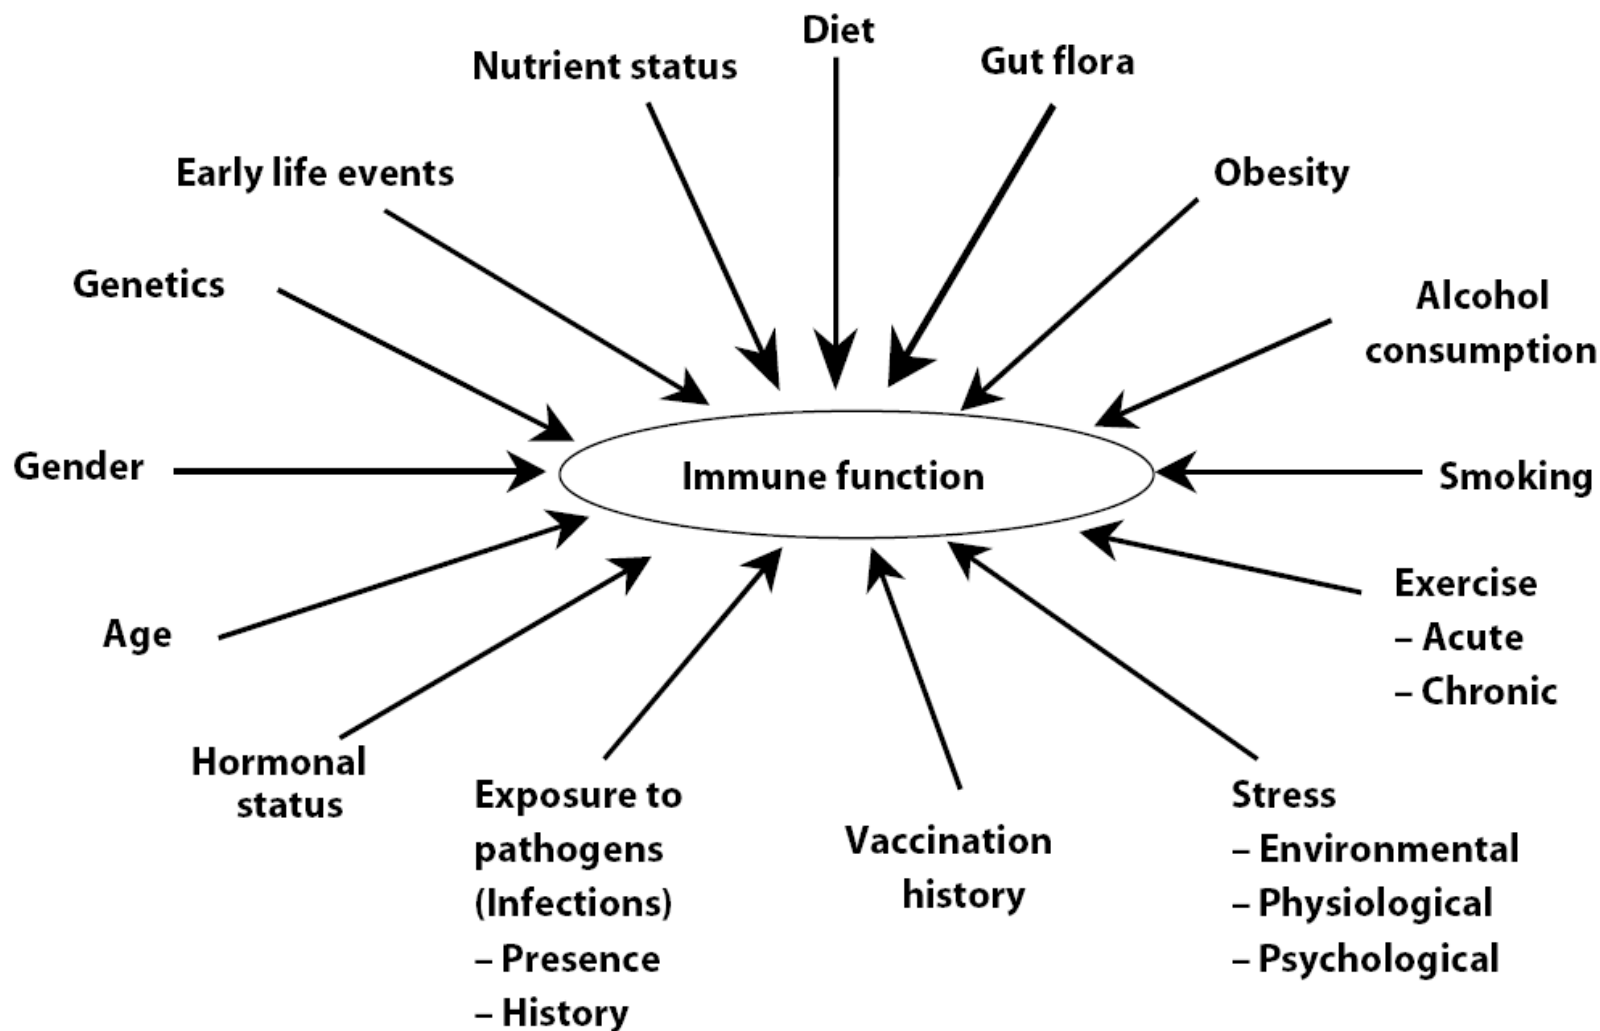 Diet
Nutrient status
Gut flora
Early life events
Obesity
Genetics
Alcohol
consumption
Gender
Immune function
Smoking
Age
Exercise
– Acute
– Chronic
Hormonal
status
Exposure to
pathogens
(Infections)
– Presence
– History
Vaccination
history
Stress
– Environmental
– Physiological
– Psychological